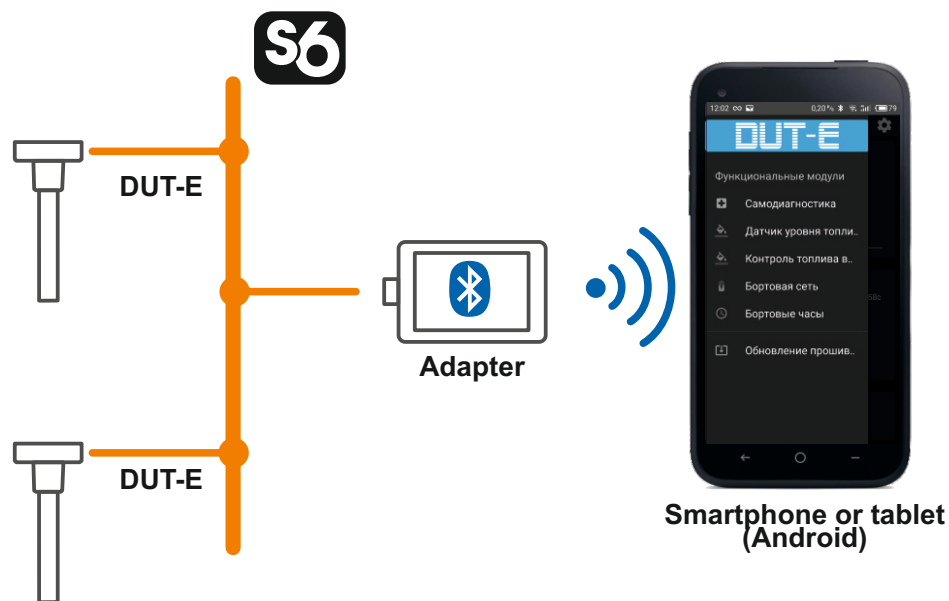 S6
DUT-E
DUT-E
Adapter
12:02
0,20 % 79
DUT-E
Функциональные модули
Самодиагностика
Датчик уровня топли..
Контроль топлива в..
58с
Бортовая сеть
Бортовые часы
Обновление прошив..
Smartphone or tablet
(Android)